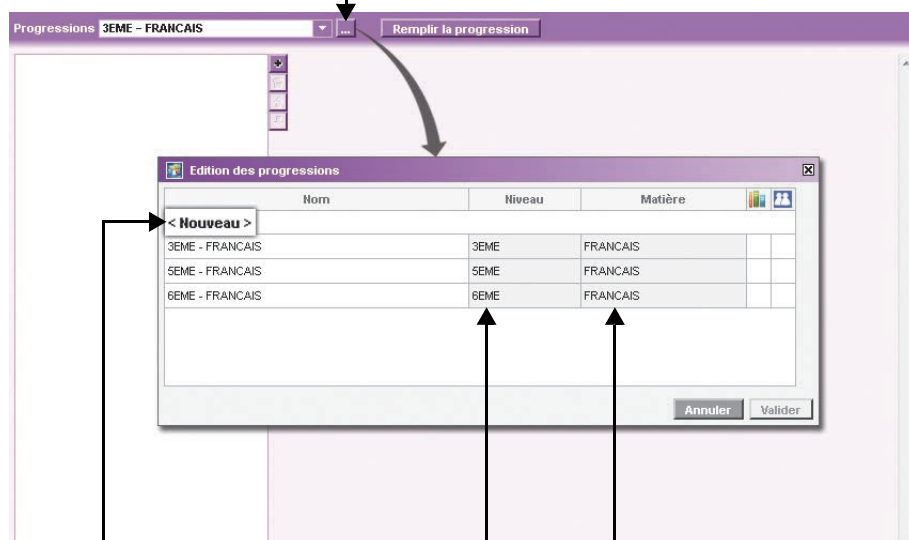 Progressions 3EME - FRANCAIS ... Remplir la progression
Edition des progressions
Nom Niveau Matière
< Nouveau >
3EME - FRANCAIS 3EME FRANCAIS
5EME - FRANCAIS 5EME FRANCAIS
6EME - FRANCAIS 6EME FRANCAIS
Annuler Valider